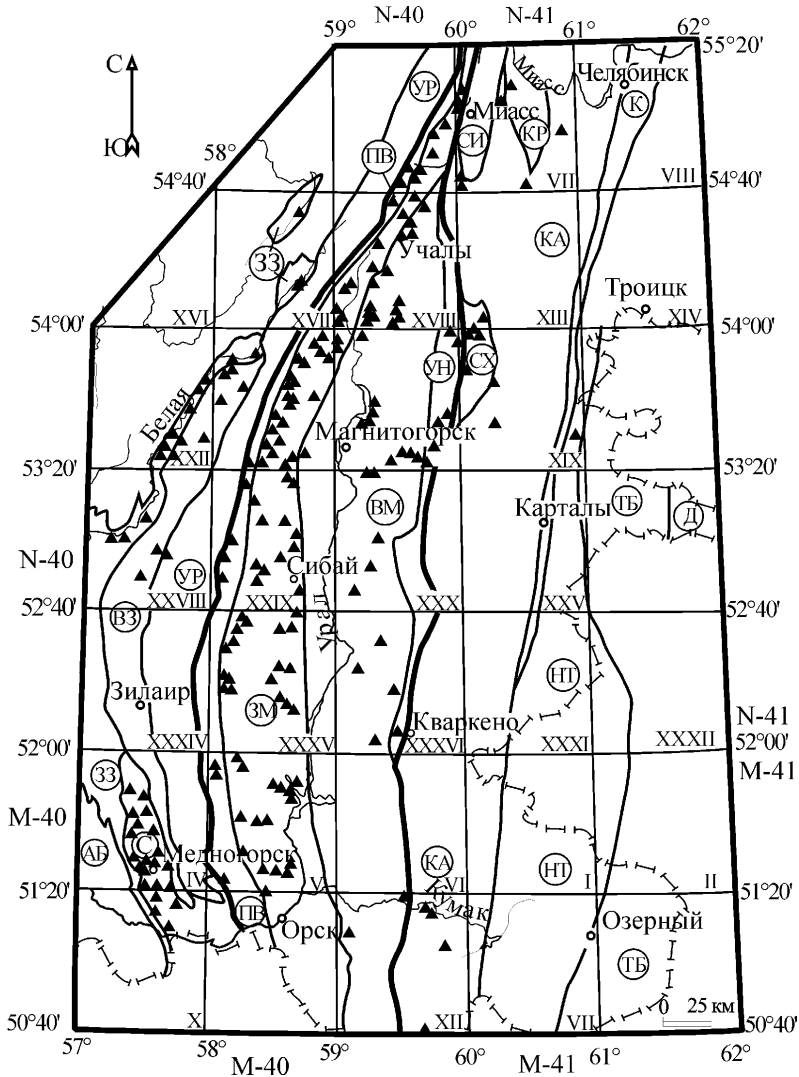 N-40 N-41
59° 60° 61° 62°
55°20'
С
Ю
Миасс
Челябинск
УР
К
Миасс
СИ
КР
ПВ
58°
54°40'
VII
VIII
54°40'
КА
ЗЗ
Учалы
Троицк
54°00'
XVI
XVII
XVIII
XIII
XIV
54°00'
УН
СХ
Белая
Магнитогорск
XXII
XIX
53°20'
53°20'
ВМ
Карталы
ТБ
Д
N-40
УР
Сибай
Урал
XXVIII
XXIX
XXX
XXV
52°40'
52°40'
ВЗ
НТ
Зилаир
ЗМ
Кваркено
N-41
XXXIV
XXXV
XXXVI
XXXI
XXXII
52°00'
52°00'
M-41
ЗЗ
M-40
АБ
С
Медногорск
КА
НТ
IV
V
VI
I
II
51°20'
51°20'
Кумак
ПВ
Орск
Озерный
ТБ
0 25 км
X
XII
VII
50°40'
50°40'
57° 58° 59° 60° 61° 62°
M-40 M-41